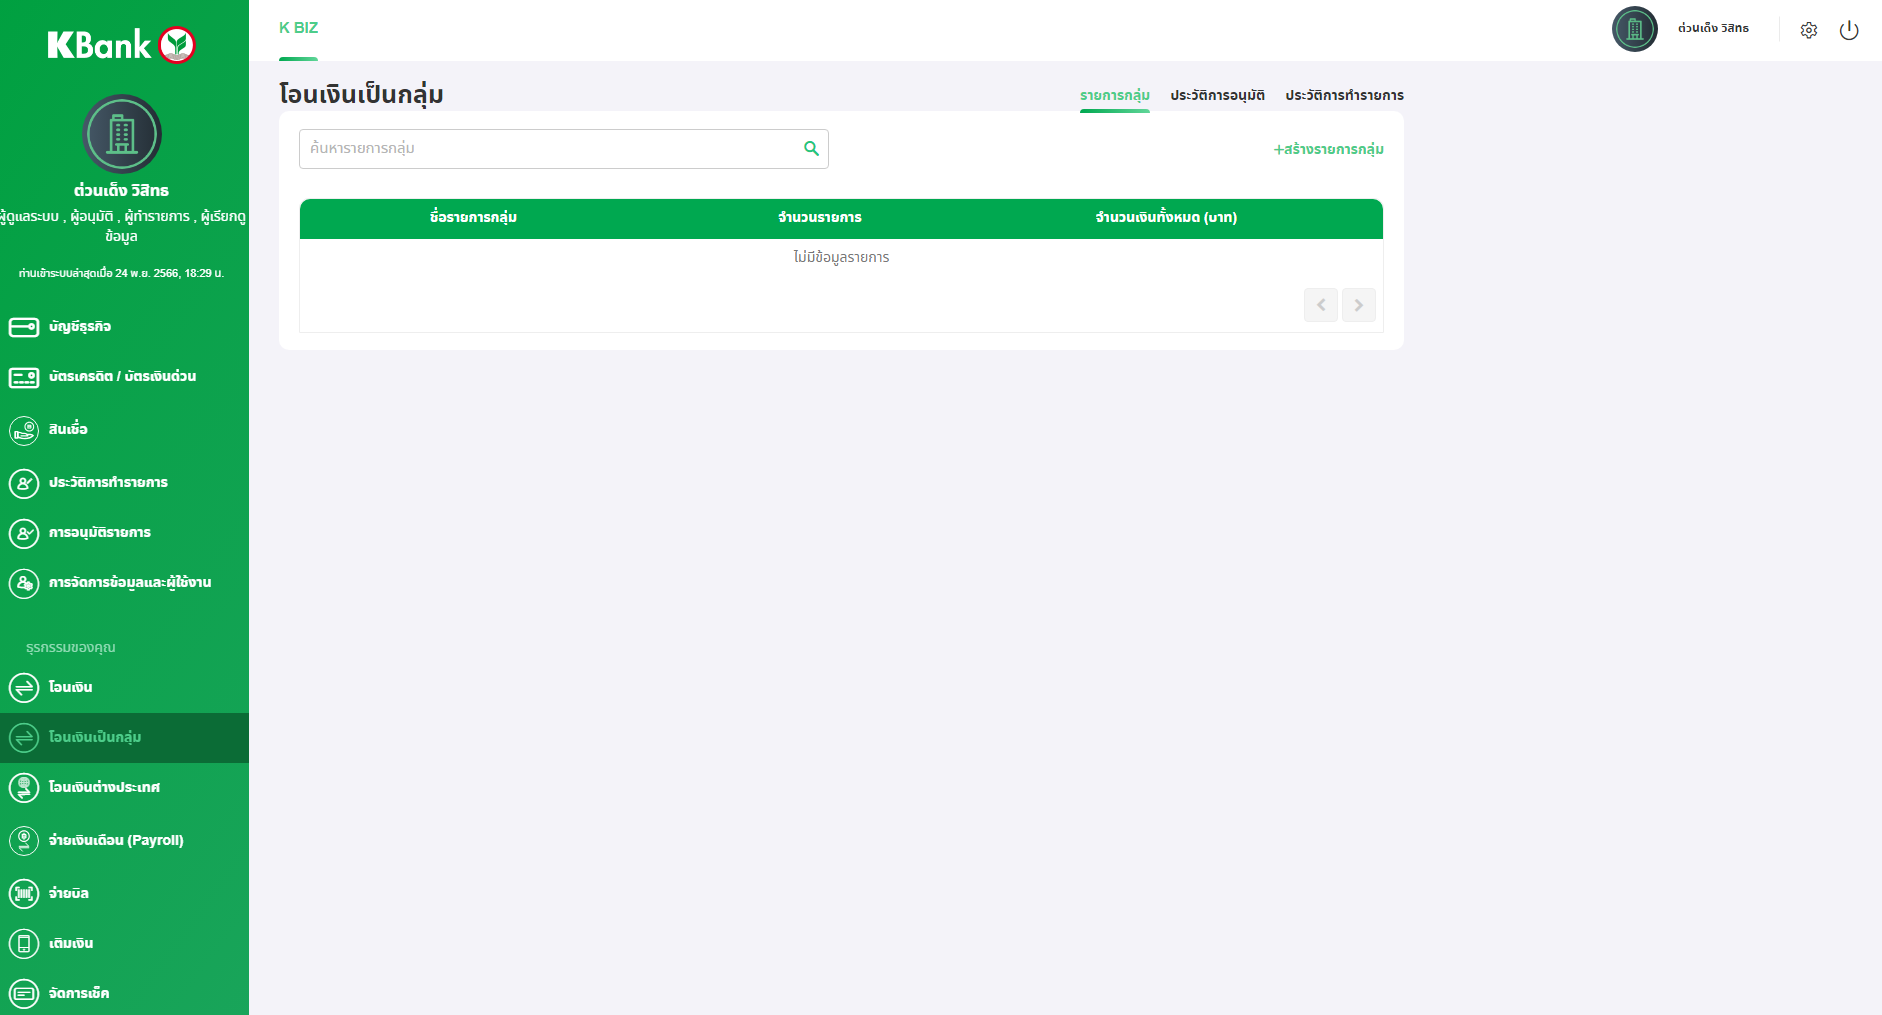 KBank
ต่วนเด็ง วิสิทธ
ผู้ดูแลระบบ , ผู้อนุมัติ , ผู้ทำรายการ , ผู้เรียกดู
ข้อมูล
ท่านเข้าระบบล่าสุดเมื่อ 24 พ.ย. 2566, 18:29 น.
บัญชีธุรกิจ
บัตรเครดิต / บัตรเงินด่วน
สินเชื่อ
ประวัติการทำรายการ
การอนุมัติรายการ
การจัดการข้อมูลและผู้ใช้งาน
ธุรกรรมของคุณ
โอนเงิน
โอนเงินเป็นกลุ่ม
โอนเงินต่างประเทศ
จ่ายเงินเดือน (Payroll)
จ่ายบิล
เติมเงิน
จัดการเช็ค
K BIZ
ต่วนเด็ง วิสิทธ
โอนเงินเป็นกลุ่ม
รายการกลุ่ม ประวัติการอนุมัติ ประวัติการทำรายการ
ค้นหารายการกลุ่ม
+สร้างรายการกลุ่ม
ชื่อรายการกลุ่ม จำนวนรายการ จำนวนเงินทั้งหมด (บาท)
ไม่มีข้อมูลรายการ